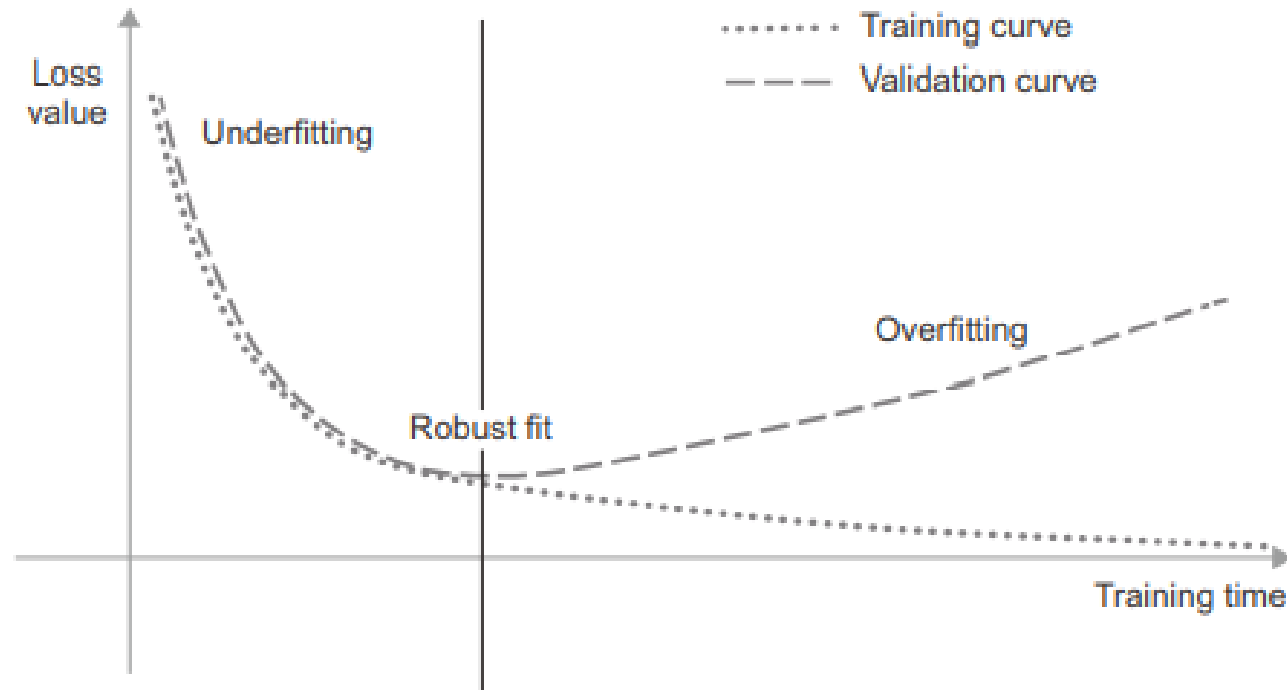 Training curve
Validation curve
Loss
value
Underfitting
Overfitting
Robust fit
Training time